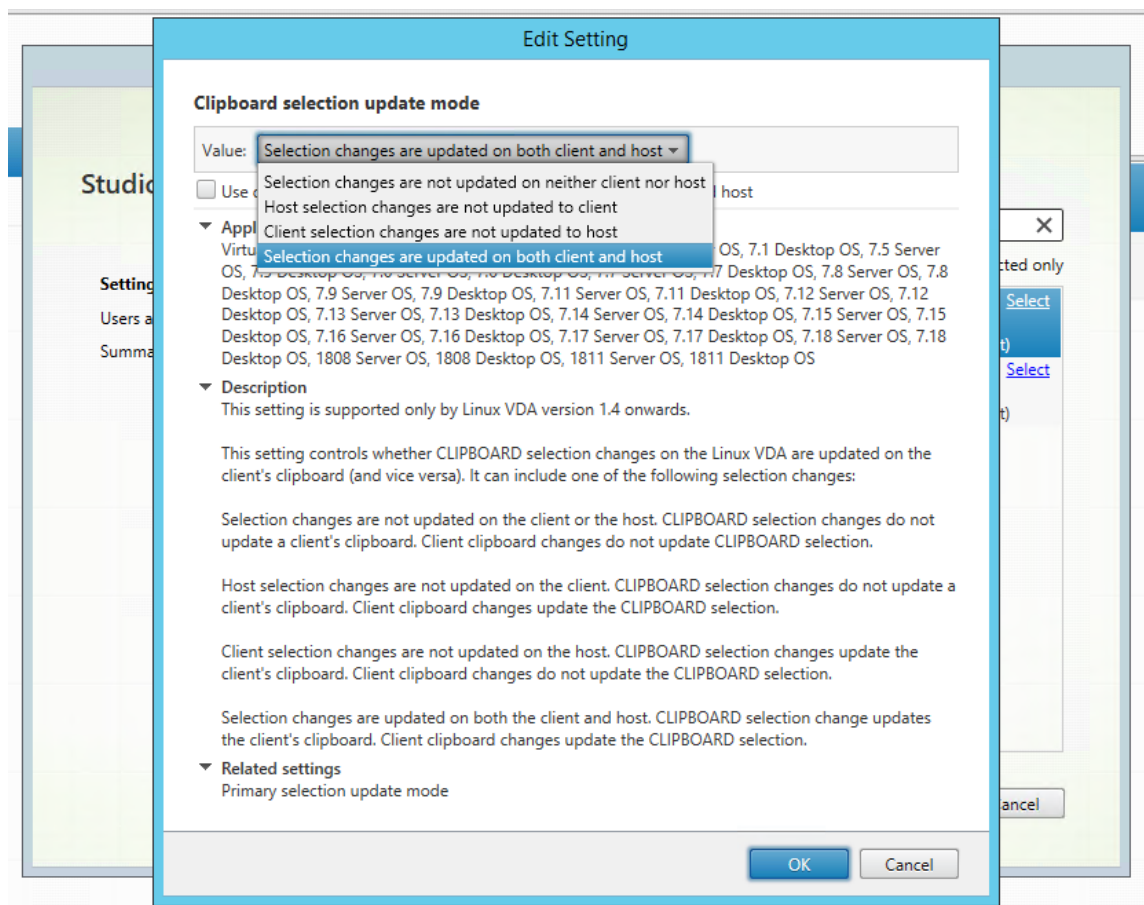 Edit Setting
Clipboard selection update mode
Value: Selection changes are updated on both client and host
Selection changes are not updated on neither client nor host
Use host
Host selection changes are not updated to client
Client selection changes are not updated to host
Selection changes are updated on both client and host
OS, 7.1 Desktop OS, 7.5 Server
OS, 7.7 Desktop OS, 7.8 Server OS, 7.8
Desktop OS, 7.9 Server OS, 7.9 Desktop OS, 7.11 Server OS, 7.11 Desktop OS, 7.12 Server OS, 7.12
Desktop OS, 7.13 Server OS, 7.13 Desktop OS, 7.14 Server OS, 7.14 Desktop OS, 7.15 Server OS, 7.15
Desktop OS, 7.16 Server OS, 7.16 Desktop OS, 7.17 Server OS, 7.17 Desktop OS, 7.18 Server OS, 7.18
Desktop OS, 1808 Server OS, 1808 Desktop OS, 1811 Server OS, 1811 Desktop OS
Description
This setting is supported only by Linux VDA version 1.4 onwards.
This setting controls whether CLIPBOARD selection changes on the Linux VDA are updated on the
client's clipboard (and vice versa). It can include one of the following selection changes:
Selection changes are not updated on the client or the host. CLIPBOARD selection changes do not
update a client's clipboard. Client clipboard changes do not update CLIPBOARD selection.
Host selection changes are not updated on the client. CLIPBOARD selection changes do not update a
client's clipboard. Client clipboard changes update the CLIPBOARD selection.
Client selection changes are not updated on the host. CLIPBOARD selection changes update the
client's clipboard. Client clipboard changes do not update the CLIPBOARD selection.
Selection changes are updated on both the client and host. CLIPBOARD selection change updates
the client's clipboard. Client clipboard changes update the CLIPBOARD selection.
Related settings
Primary selection update mode
OK Cancel
Studio
Setting
Users a
Summa
cted only
Select
t)
Select
t)
ancel